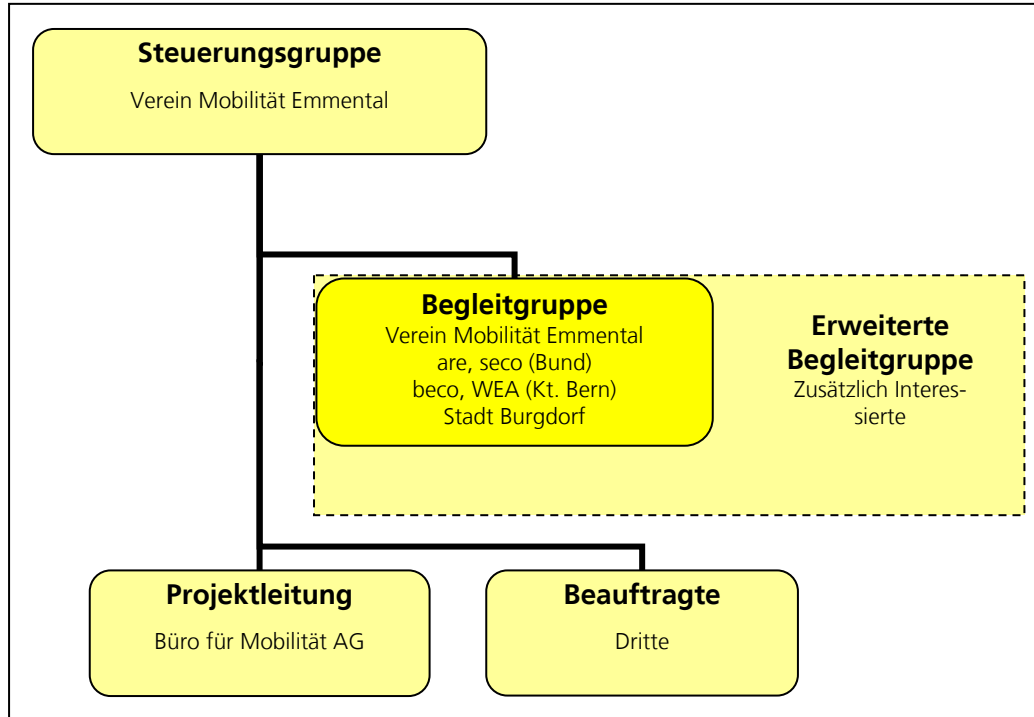 Steuerungsgruppe
Verein Mobilität Emmental
Begleitgruppe
Verein Mobilität Emmental
are, seco (Bund)
beco, WEA (Kt. Bern)
Stadt Burgdorf
Erweiterte
Begleitgruppe
Zusätzlich Interes-
sierte
Projektleitung
Büro für Mobilität AG
Beauftragte
Dritte